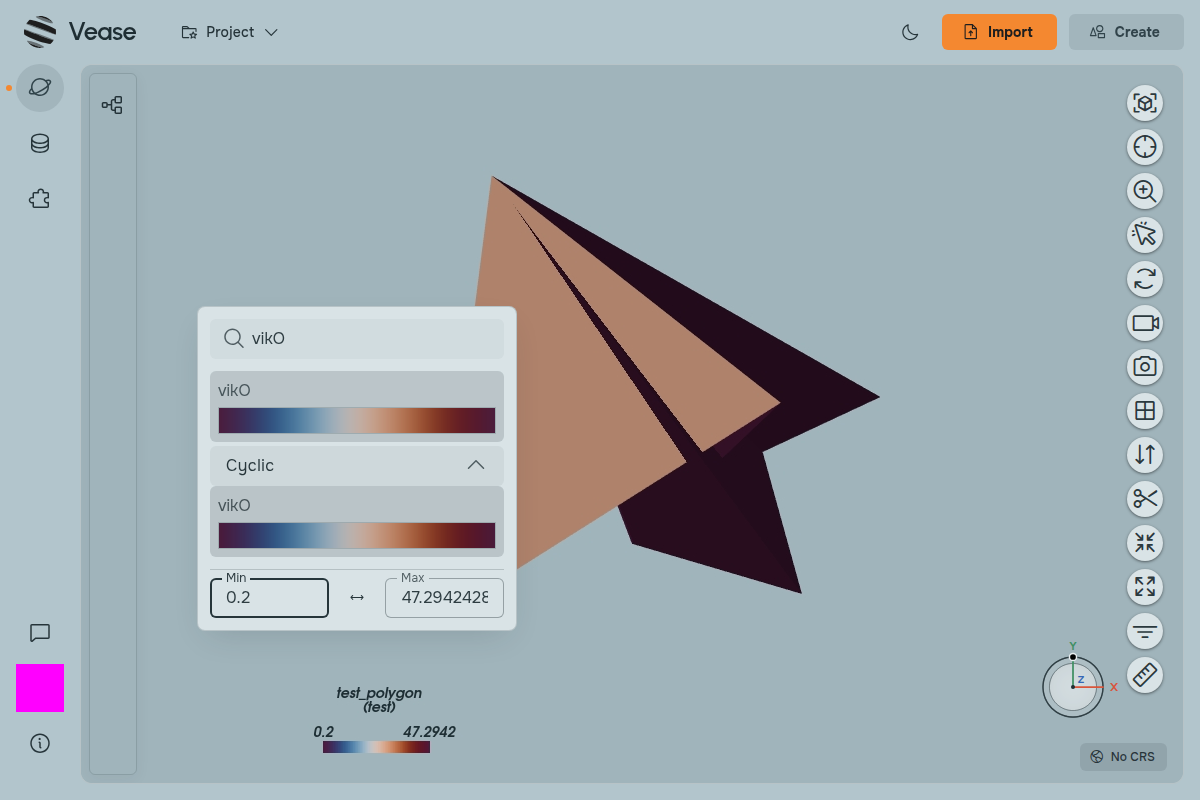 Vease
Project
Import
Create
vikO
vikO
Cyclic
vikO
Min
Max
0.2
47.2942428
test_polygon
(test)
0.2
47.2942
Y
Z
X
No CRS